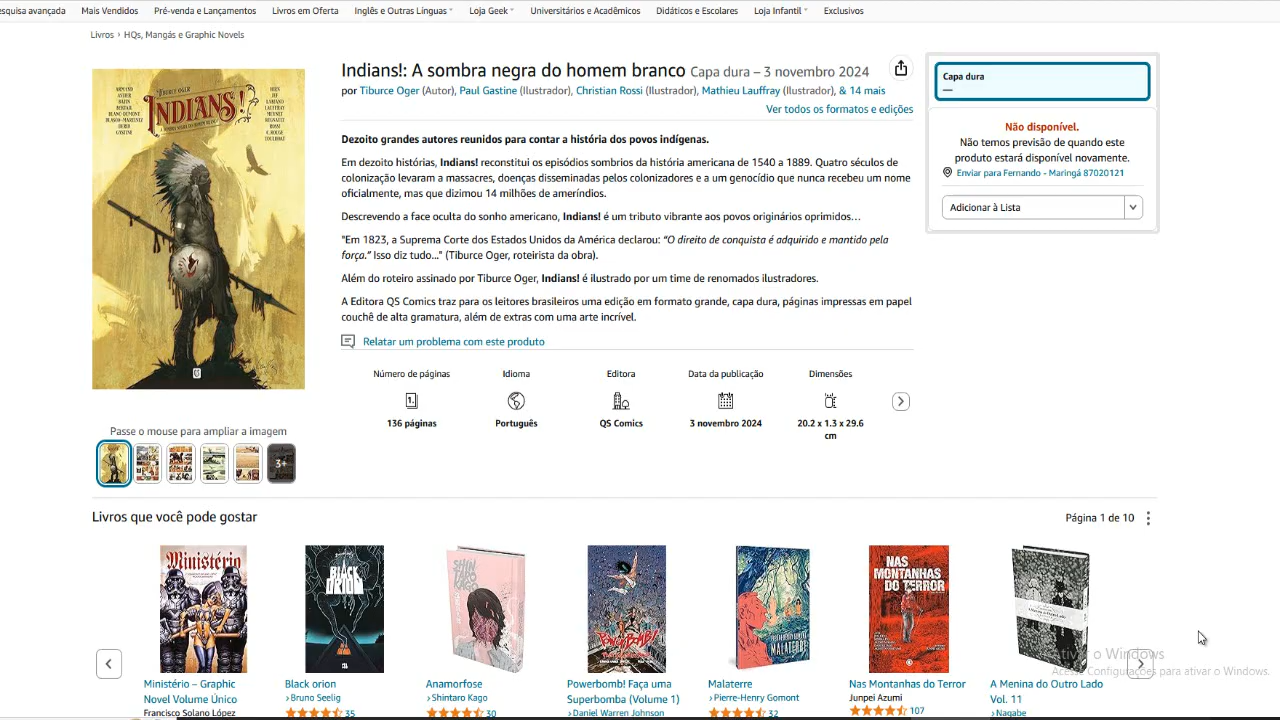 esquisa avançada Mais Vendidos Pré-venda e Lançamentos Livros em Oferta Inglês e Outras Línguas Loja Geek Universitários e Acadêmicos Didáticos e Escolares Loja Infantil Exclusivos
Livros › HQs, Mangás e Graphic Novels
TIBURCE OGER
INDIANS!
Indians!: A sombra negra do homem branco Capa dura – 3 novembro 2024
por Tiburce Oger (Autor), Paul Gastine (Ilustrador), Christian Rossi (Ilustrador), Mathieu Lauffray (Ilustrador), & 14 mais
Ver todos os formatos e edições
Dezoito grandes autores reunidos para contar a história dos povos indígenas.
Em dezoito histórias, Indians! reconstitui os episódios sombrios da história americana de 1540 a 1889. Quatro séculos de
colonização levaram a massacres, doenças disseminadas pelos colonizadores e a um genocídio que nunca recebeu um nome
oficialmente, mas que dizimou 14 milhões de ameríndios.
Descrevendo a face oculta do sonho americano, Indians! é um tributo vibrante aos povos originários oprimidos…
"Em 1823, a Suprema Corte dos Estados Unidos da América declarou: “O direito de conquista é adquirido e mantido pela
força.” Isso diz tudo..." (Tiburce Oger, roteirista da obra).
Além do roteiro assinado por Tiburce Oger, Indians! é ilustrado por um time de renomados ilustradores.
A Editora QS Comics traz para os leitores brasileiros uma edição em formato grande, capa dura, páginas impressas em papel
couchê de alta gramatura, além de extras com uma arte incrível.
Relatar um problema com este produto
Número de páginas Idioma Editora Data da publicação Dimensões
136 páginas Português QS Comics 3 novembro 2024 20.2 x 1.3 x 29.6
cm
Capa dura
—
Não disponível.
Não temos previsão de quando este
produto estará disponível novamente.
Enviar para Fernando - Maringá 87020121
Adicionar à Lista
Passe o mouse para ampliar a imagem
3+
Livros que você pode gostar
Página 1 de 10
Ministério
BLACK
ORION
NAS
MONTANHAS
DO TERROR
MALATERRE
Ministério – Graphic
Novel Volume Único
Francisco Solano López
Black orion
› Bruno Seelig
35
Anamorfose
› Shintaro Kago
30
Powerbomb! Faça uma
Superbomba (Volume 1)
› Daniel Warren Johnson
Malaterre
› Pierre-Henry Gomont
32
Nas Montanhas do Terror
Junpei Azumi
107
A Menina do Outro Lado
Vol. 11
› Nagabe
Ativar o Windows
Acesse Configurações para ativar o Windows.